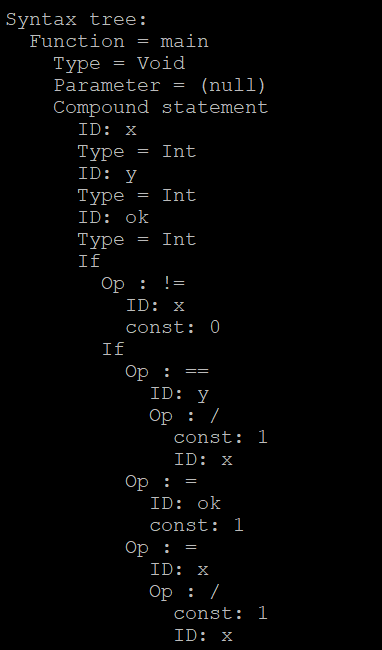 Syntax tree:
Function = main
Type = Void
Parameter = (null)
Compound statement
ID: x
Type = Int
ID: y
Type = Int
ID: ok
Type = Int
If
Op : !=
ID: x
const: 0
If
Op : ==
ID: y
Op : /
const: 1
ID: x
Op : =
ID: ok
const: 1
Op : =
ID: x
Op : /
const: 1
ID: x